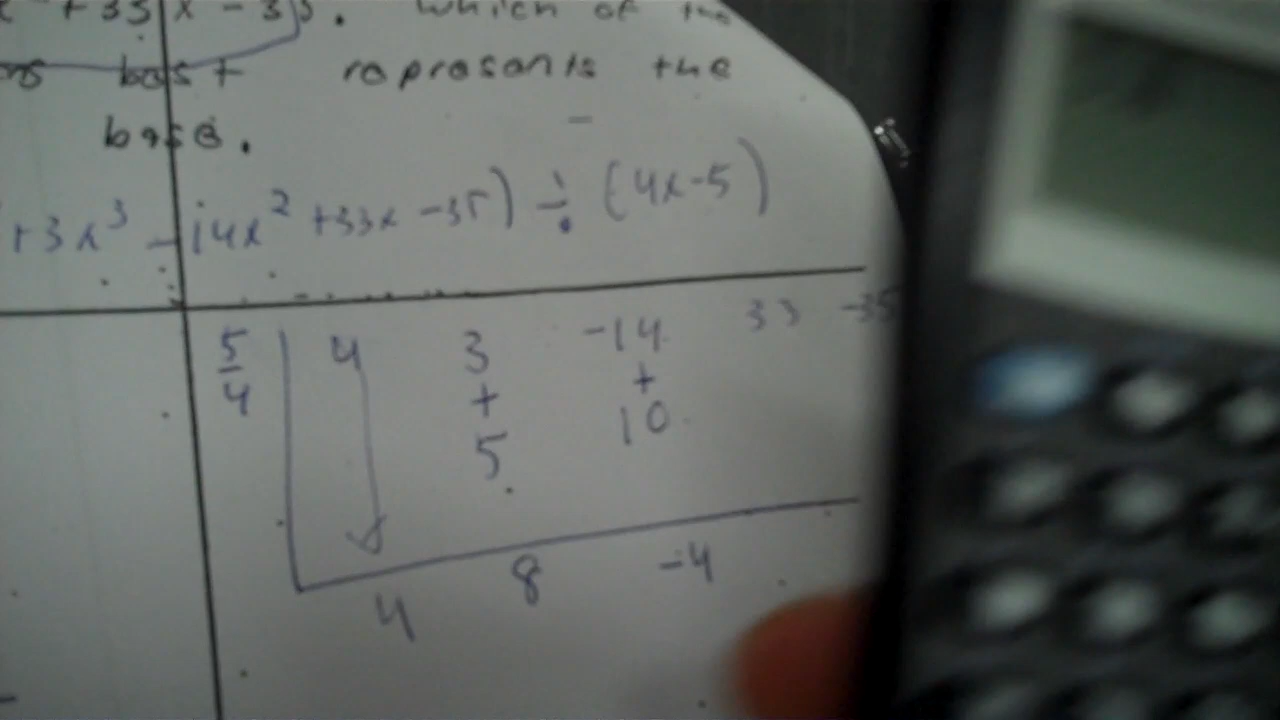 + 33 x - 35. which of the
best represents the
base.
+3x³ -14x² +33x -35) ÷ (4x-5)
5/4 4 3 -14 33 -35
+ +
5 10
4 8 -4